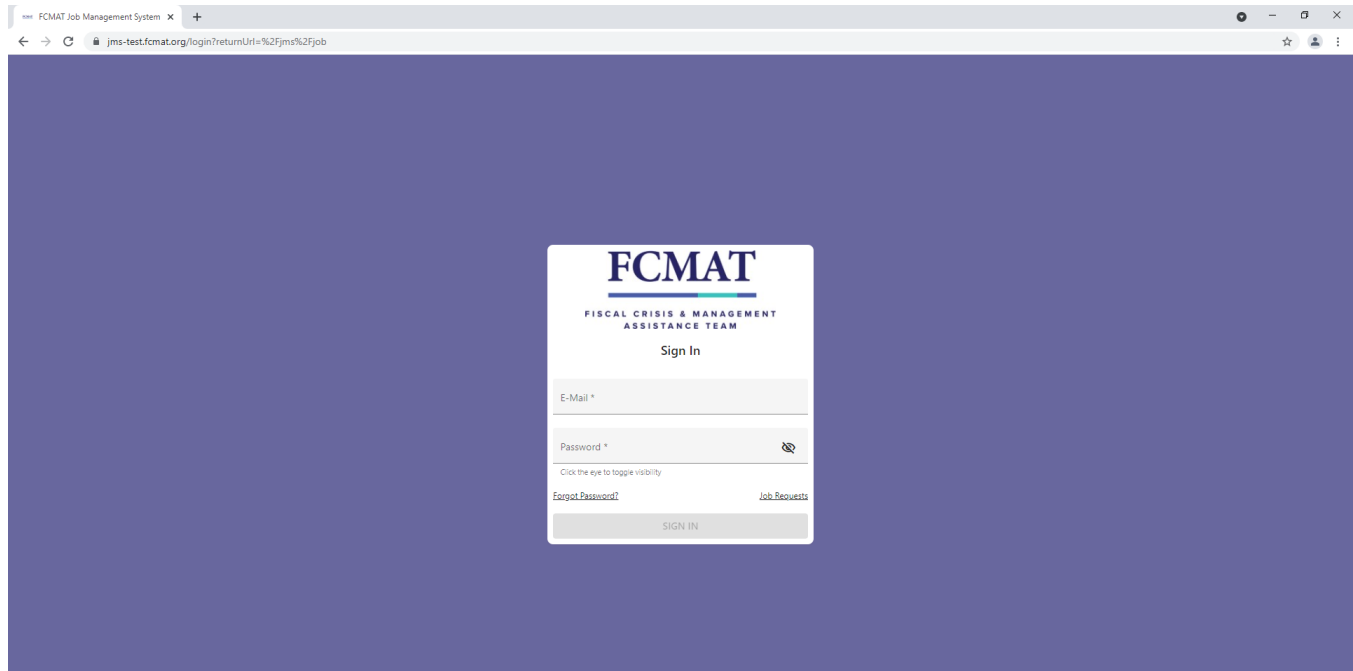 FCMAT Job Management System
jms-test.fcmat.org/login?returnUrl=%2Fjms%2Fjob
FCMAT
FISCAL CRISIS & MANAGEMENT
ASSISTANCE TEAM
Sign In
E-Mail *
Password *
Click the eye to toggle visibility
Forgot Password? Job Requests
SIGN IN